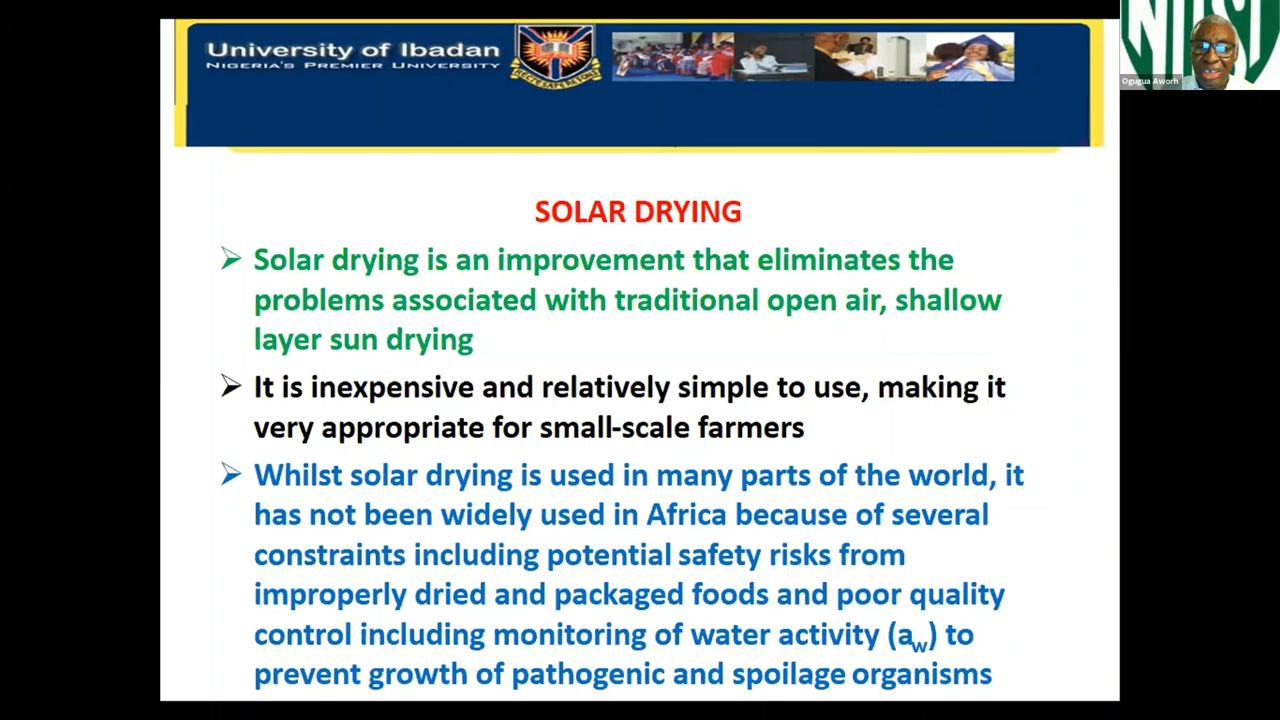 University of Ibadan
NIGERIA'S PREMIER UNIVERSITY
Ogugua Aworh
SOLAR DRYING
Solar drying is an improvement that eliminates the
problems associated with traditional open air, shallow
layer sun drying
It is inexpensive and relatively simple to use, making it
very appropriate for small-scale farmers
Whilst solar drying is used in many parts of the world, it
has not been widely used in Africa because of several
constraints including potential safety risks from
improperly dried and packaged foods and poor quality
control including monitoring of water activity (aw) to
prevent growth of pathogenic and spoilage organisms